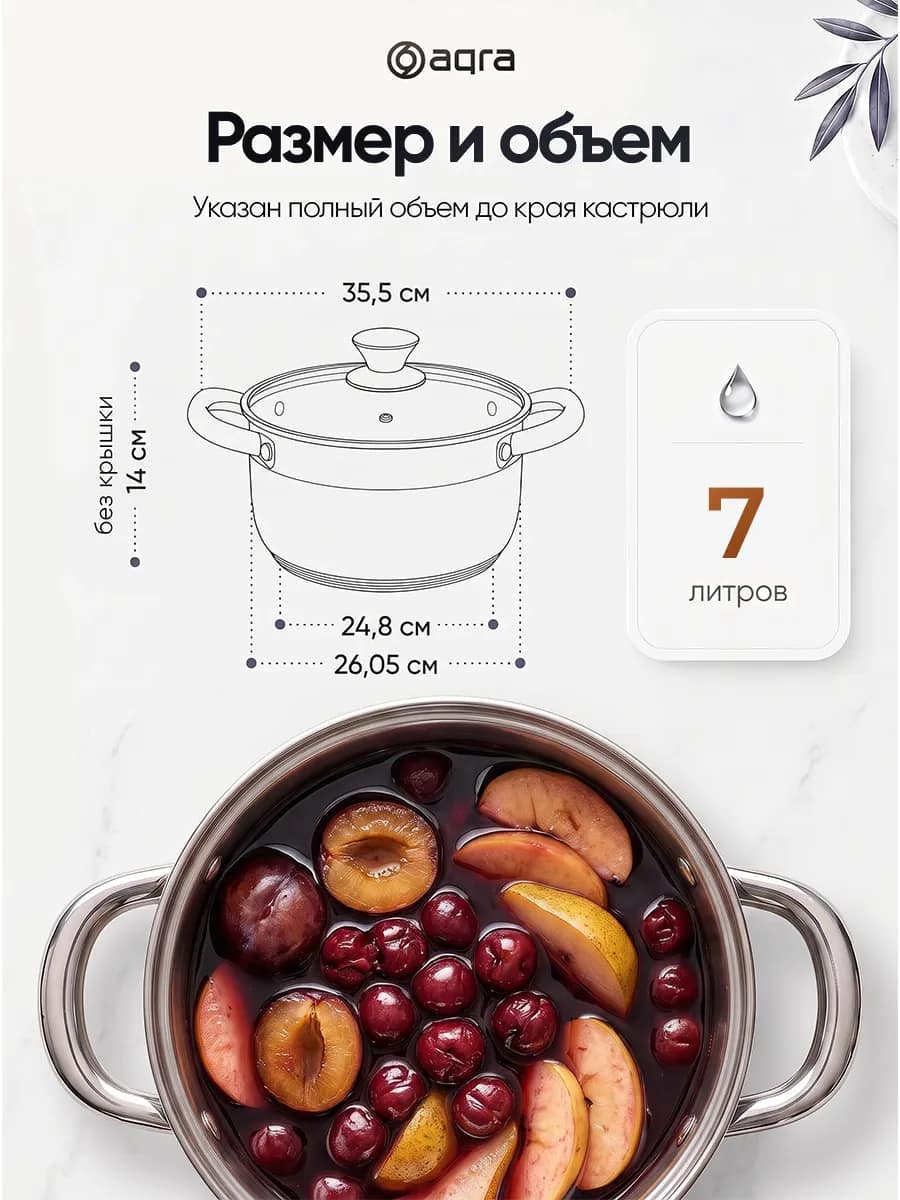 aqra
Размер и объем
Указан полный объем до края кастрюли
35,5 см
без крышки
14 см
7
литров
24,8 см
26,05 см